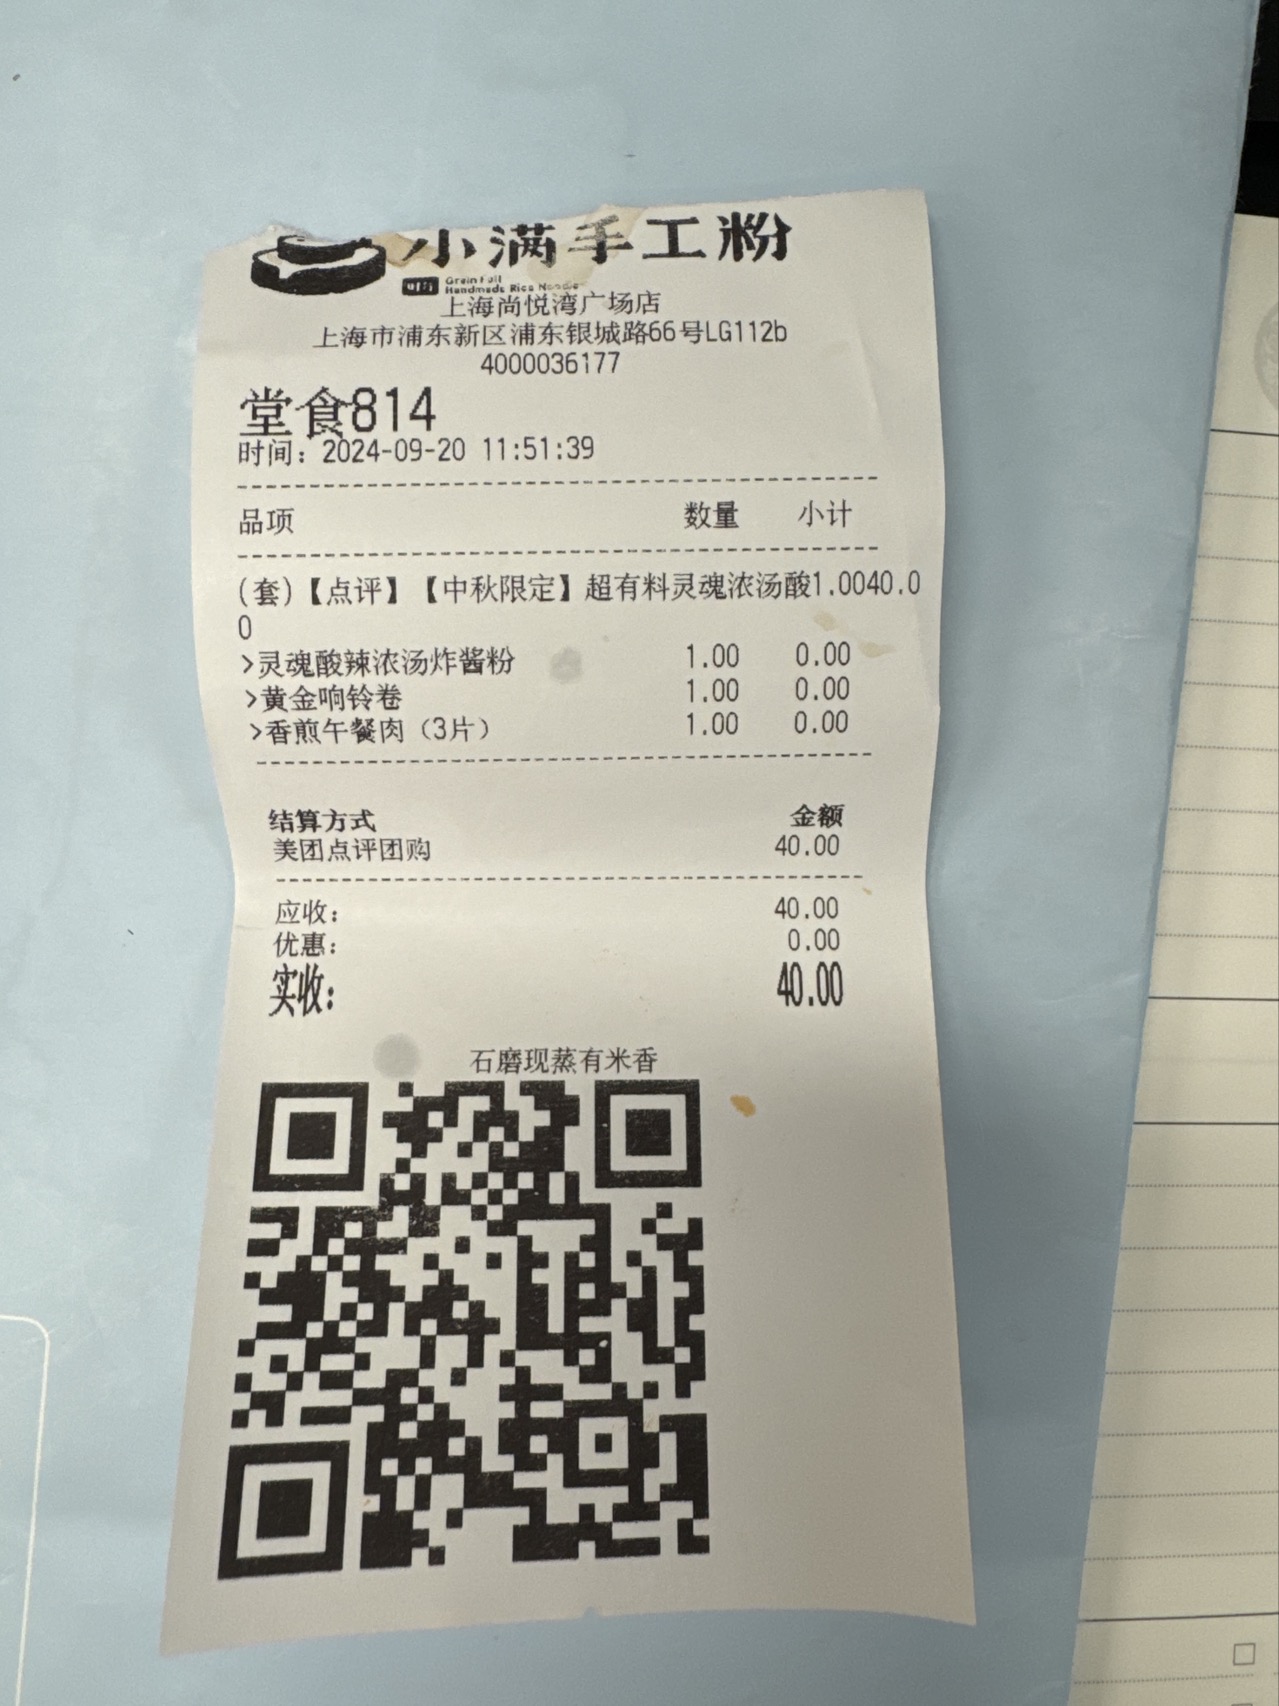 小满手工粉
Grain Full
Handmade Rice Noodle
上海尚悦湾广场店
上海市浦东新区浦东银城路66号LG112b
4000036177
堂食814
时间：2024-09-20 11:51:39
品项 数量 小计
(套)【点评】【中秋限定】超有料灵魂浓汤酸1.0040.0
0
>灵魂酸辣浓汤炸酱粉 1.00 0.00
>黄金响铃卷 1.00 0.00
>香煎午餐肉（3片） 1.00 0.00
结算方式 金额
美团点评团购 40.00
应收： 40.00
优惠： 0.00
实收： 40.00
石磨现蒸有米香